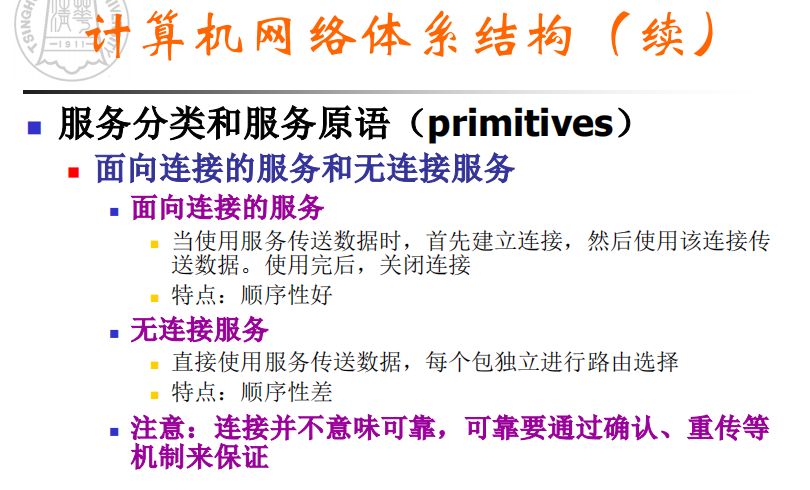 计算机网络体系结构（续）
服务分类和服务原语（primitives）
面向连接的服务和无连接服务
面向连接的服务
当使用服务传送数据时，首先建立连接，然后使用该连接传
送数据。使用完后，关闭连接
特点：顺序性好
无连接服务
直接使用服务传送数据，每个包独立进行路由选择
特点：顺序性差
注意：连接并不意味可靠，可靠要通过确认、重传等
机制来保证
-1911-